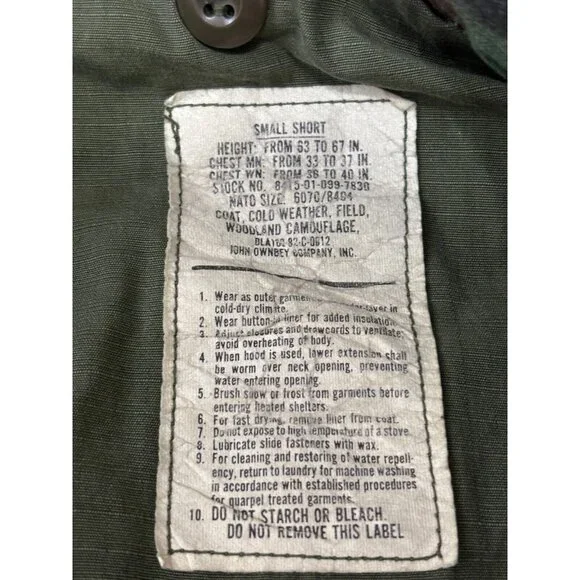 SMALL SHORT
HEIGHT: FROM 63 TO 67 IN.
CHEST MN: FROM 33 TO 37 IN.
CHEST WN: FROM 36 TO 40 IN.
STOCK NO. 8415-01-099-7830
NATO SIZE: 6070/8404
COAT, COLD WEATHER, FIELD,
WOODLAND CAMOUFLAGE,
JOHN OWNBEY COMPANY, INC.
1. Wear as outer layer in
cold-dry climate.
2. Wear button-in liner for added insulation.
3. Adjust closures and drawcords to ventilate;
avoid overheating of body.
4. When hood is used, lower extension shall
be worn over neck opening, preventing
water entering opening.
5. Brush snow or frost from garments before
entering heated shelters.
6. For fast drying, remove liner from coat.
7. Do not expose to high temperature of a stove.
8. Lubricate slide fasteners with wax.
9. For cleaning and restoring of water repell-
ency, return to laundry for machine washing
in accordance with established procedures
for quarpel treated garments.
10. DO NOT STARCH OR BLEACH.
DO NOT REMOVE THIS LABEL